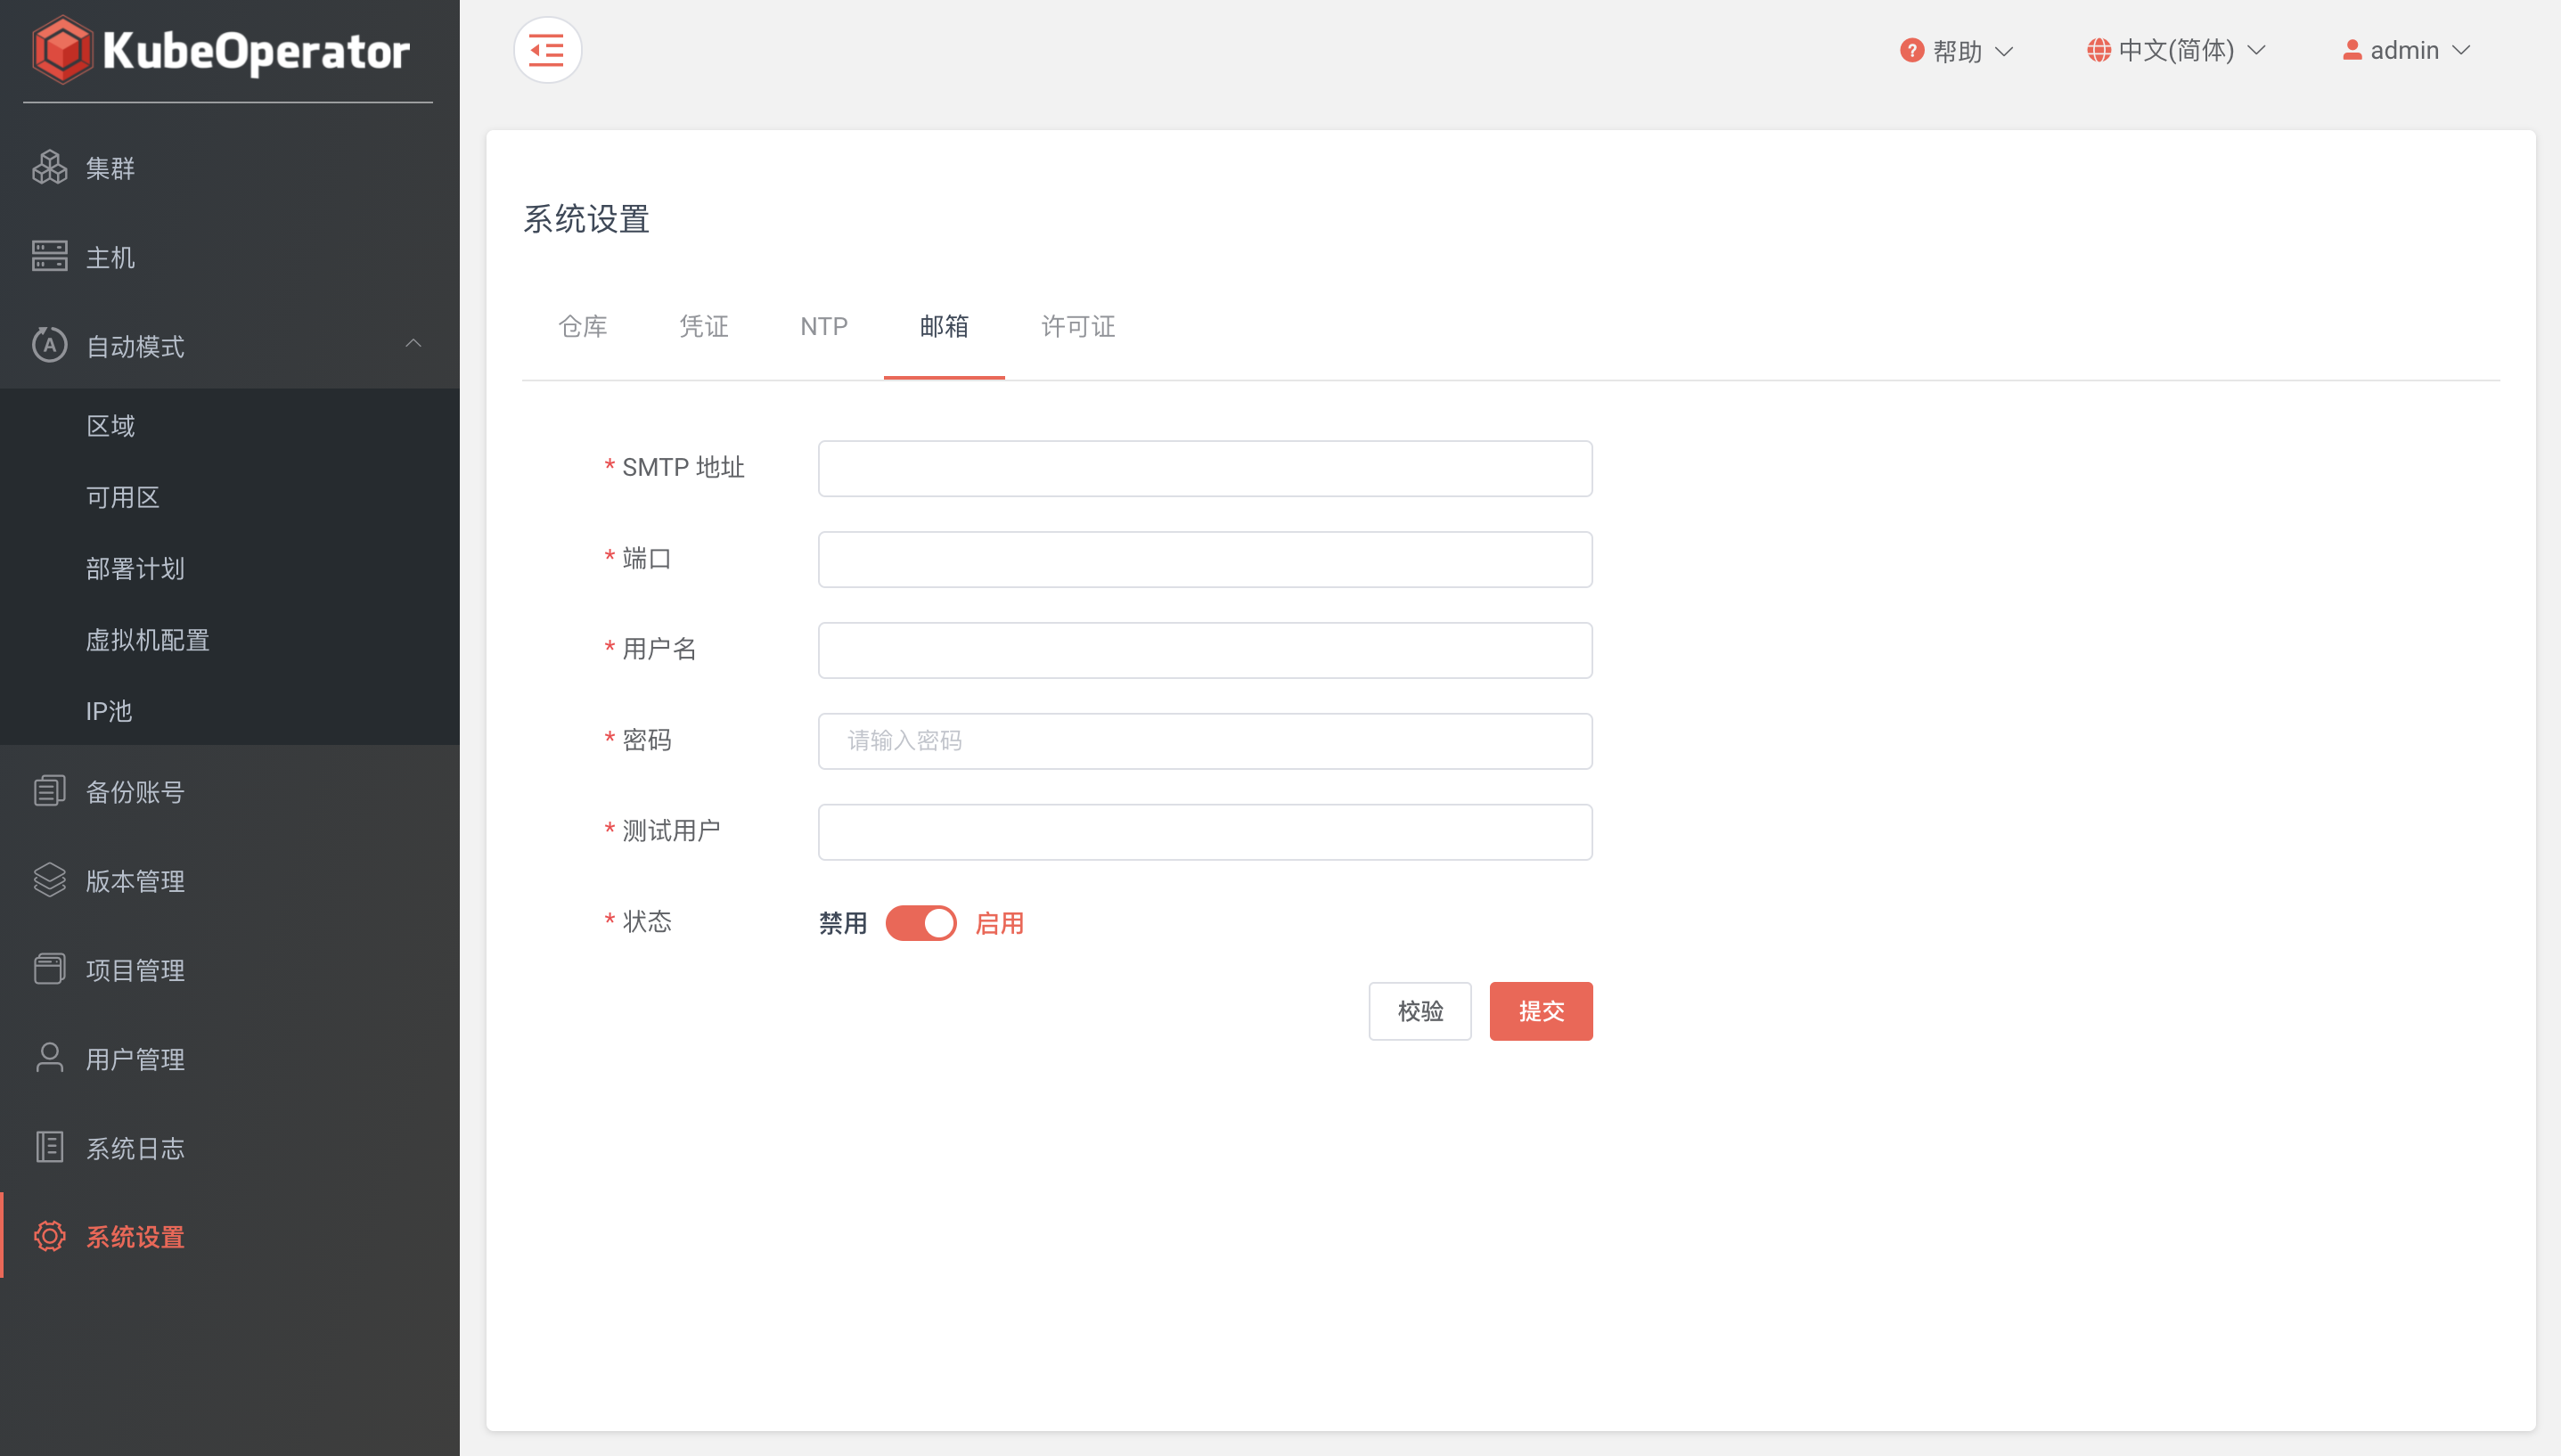 KubeOperator
帮助
中文(简体)
admin
集群
主机
自动模式
区域
可用区
部署计划
虚拟机配置
IP池
备份账号
版本管理
项目管理
用户管理
系统日志
系统设置
系统设置
仓库 凭证 NTP 邮箱 许可证
* SMTP 地址
* 端口
* 用户名
* 密码 请输入密码
* 测试用户
* 状态 禁用 启用
校验 提交